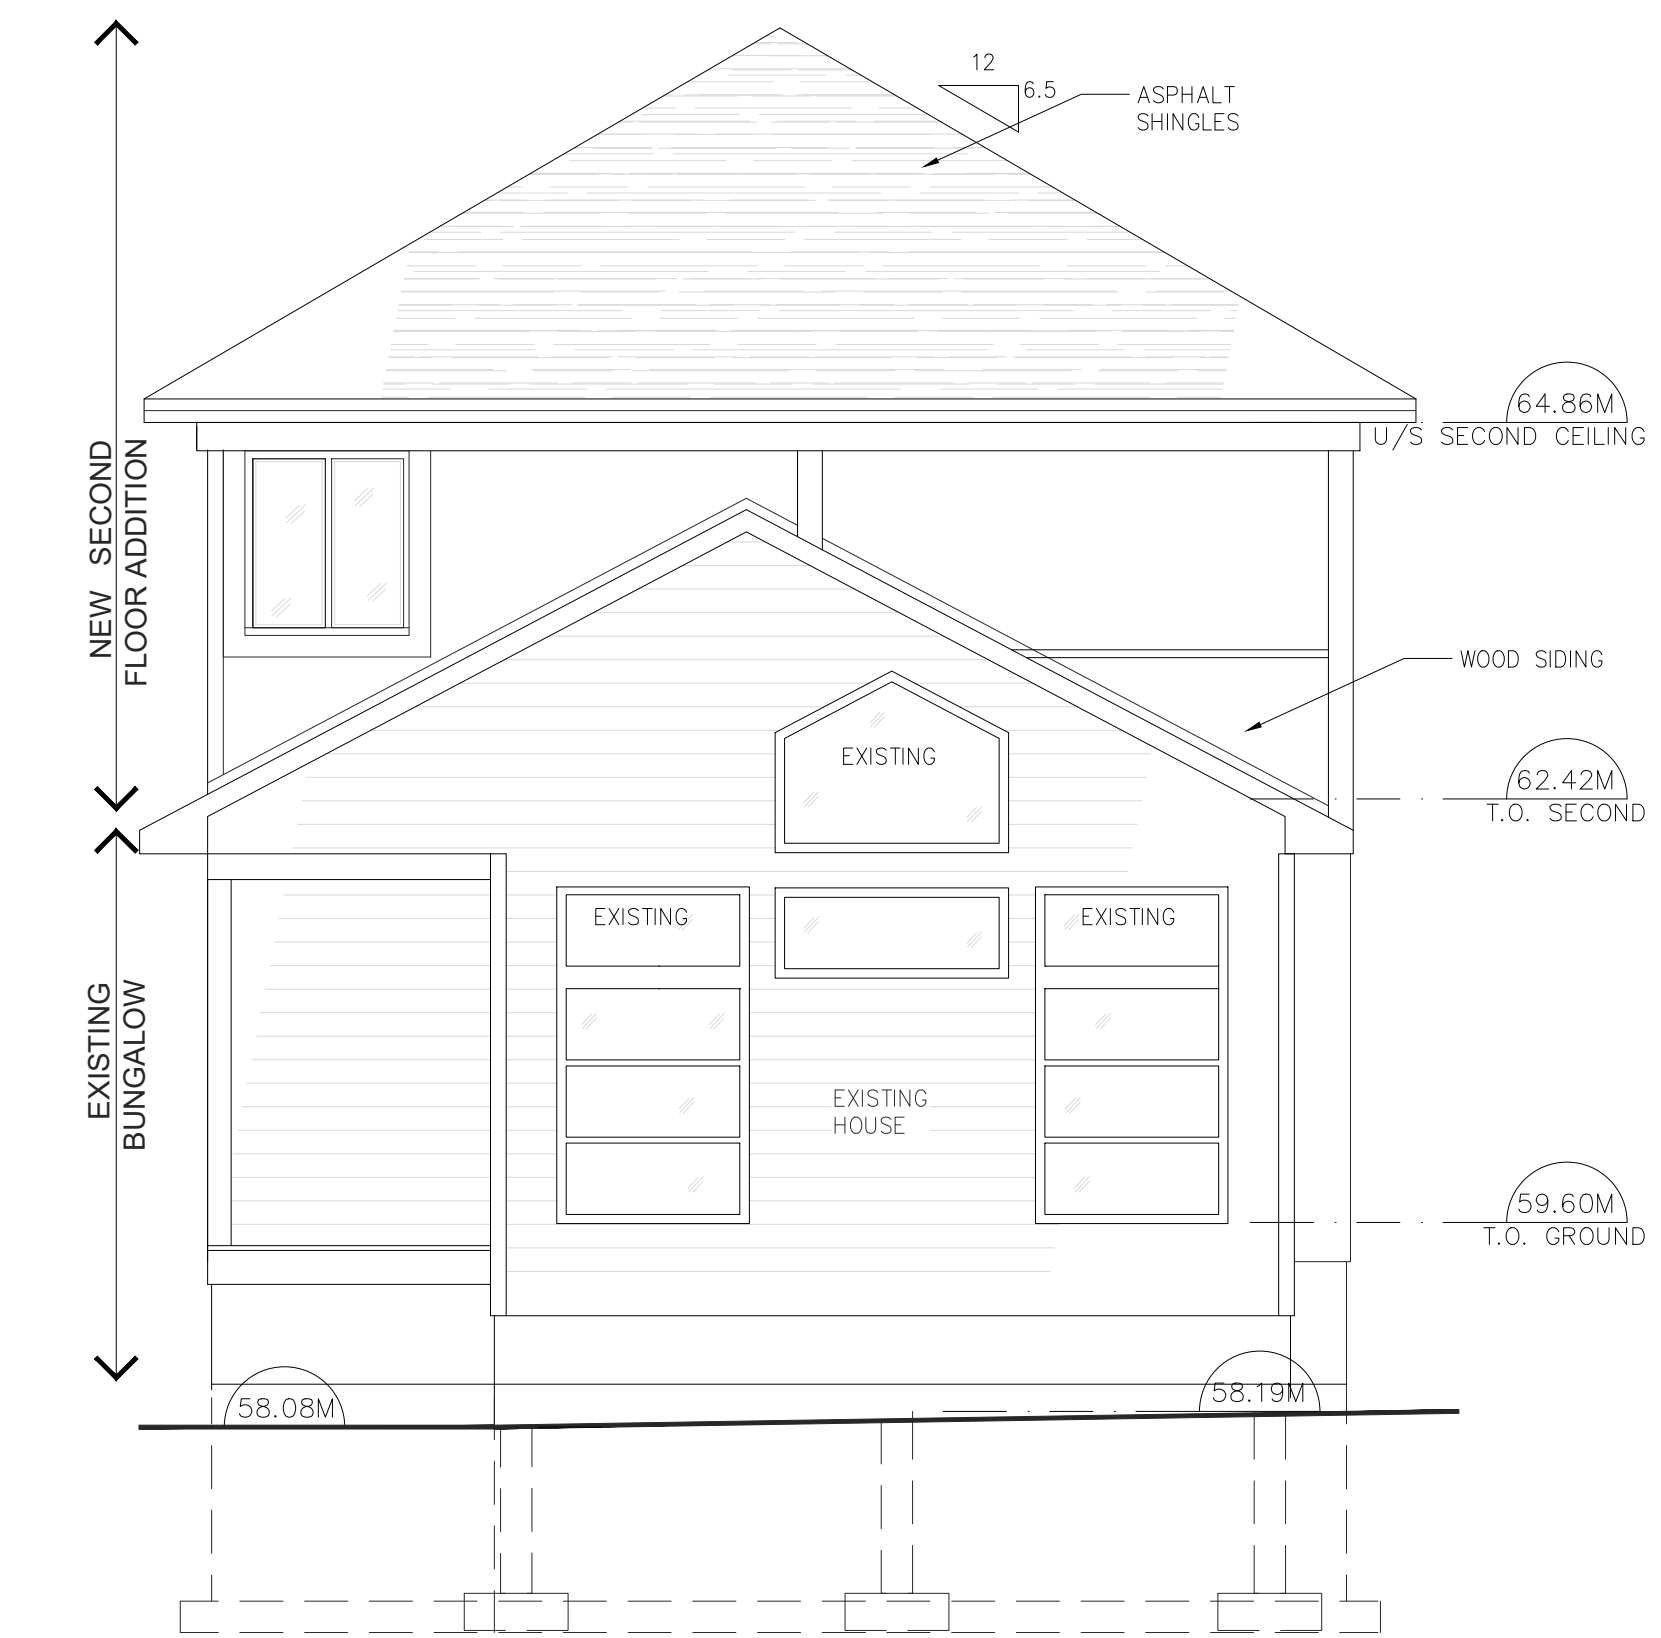 12
6.5
ASPHALT
SHINGLES
64.86M
U/S SECOND CEILING
NEW SECOND
FLOOR ADDITION
WOOD SIDING
EXISTING
62.42M
T.O. SECOND
EXISTING
EXISTING
EXISTING
BUNGALOW
EXISTING
HOUSE
59.60M
T.O. GROUND
58.08M
58.19M